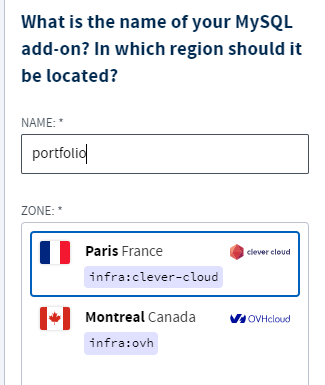 What is the name of your MySQL
add-on? In which region should it
be located?
NAME: *
portfolio
ZONE: *
Paris France
clever cloud
infra:clever-cloud
Montreal Canada
OVHcloud
infra:ovh